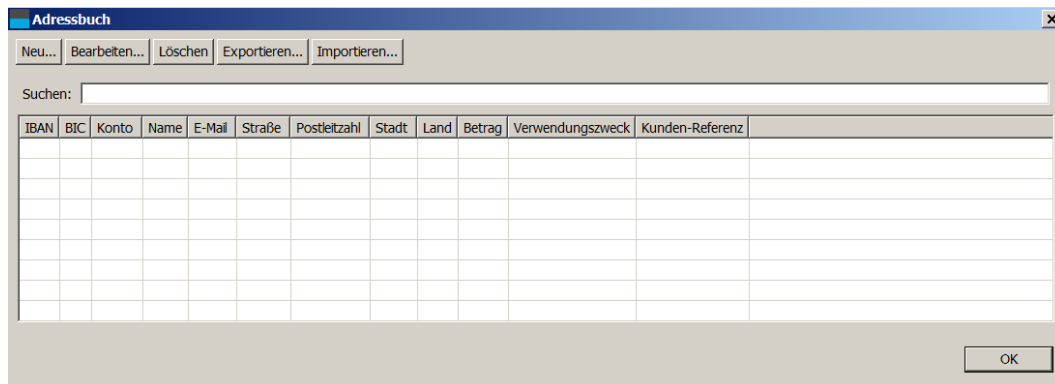 Adressbuch
Neu... Bearbeiten... Löschen Exportieren... Importieren...
Suchen:
IBAN BIC Konto Name E-Mail Straße Postleitzahl Stadt Land Betrag Verwendungszweck Kunden-Referenz
OK